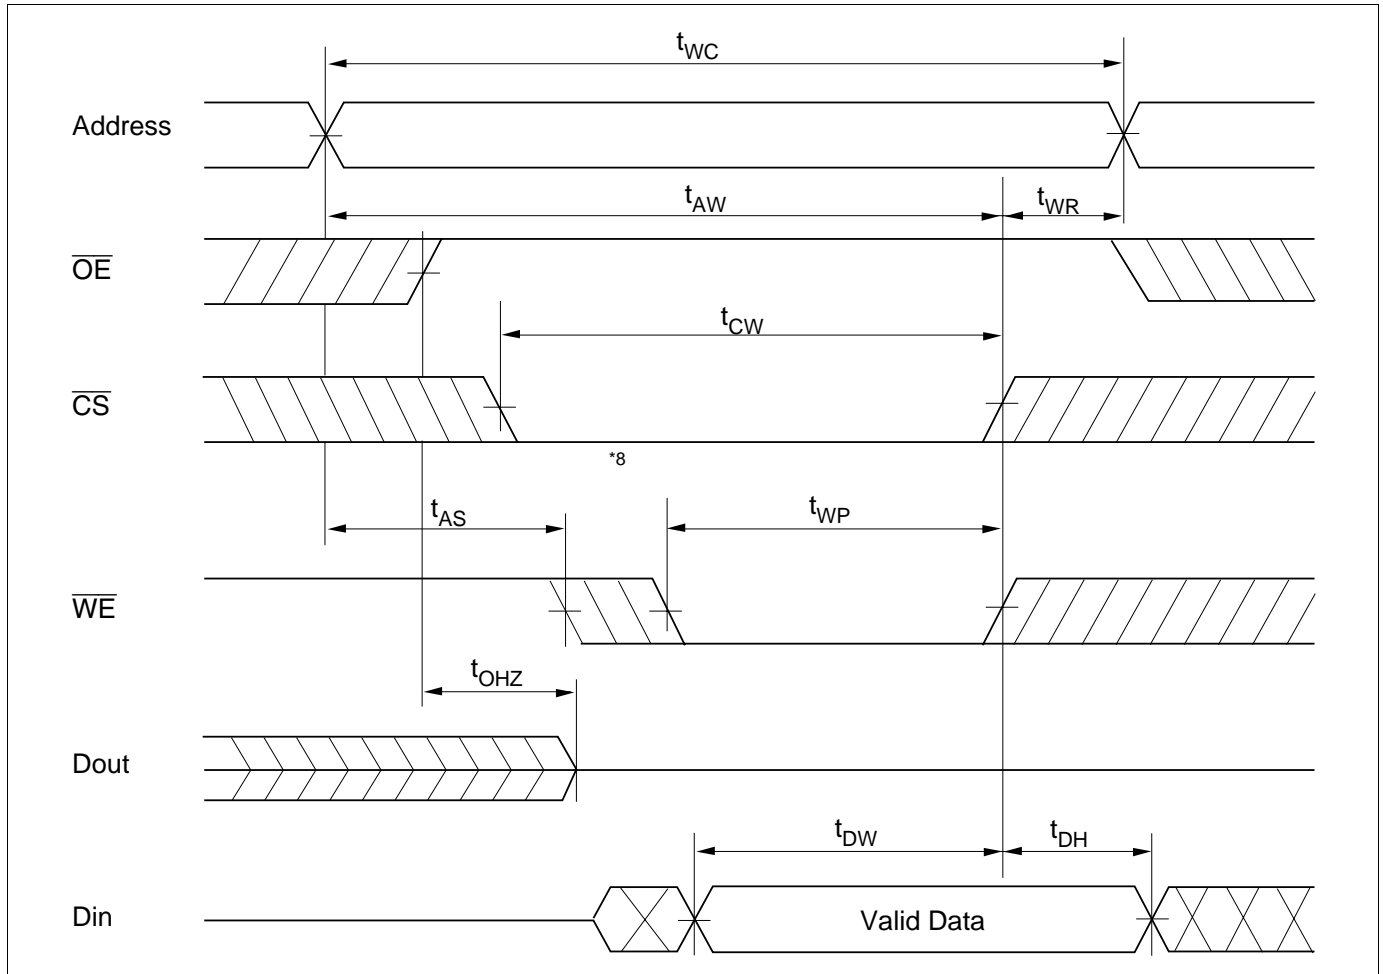 tWC
Address
tAW
tWR
OE
tCW
CS
*8
tAS
tWP
WE
tOHZ
Dout
tDW
tDH
Din
Valid Data